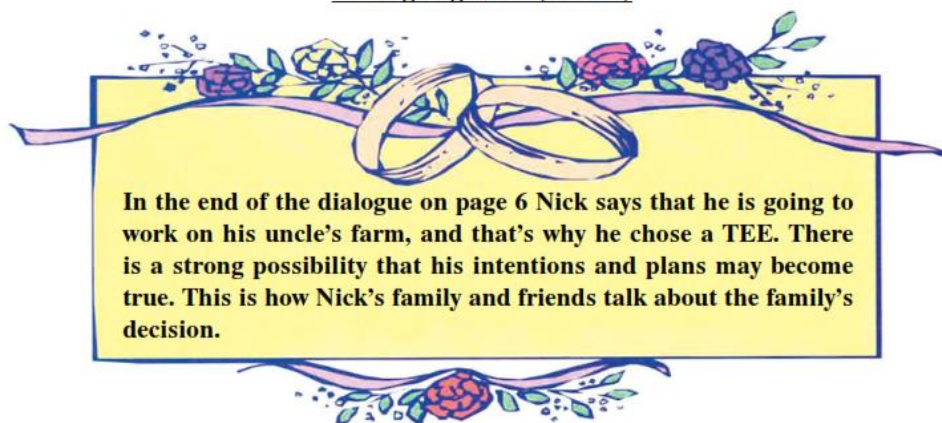 In the end of the dialogue on page 6 Nick says that he is going to
work on his uncle's farm, and that's why he chose a TEE. There
is a strong possibility that his intentions and plans may become
true. This is how Nick's family and friends talk about the family's
decision.